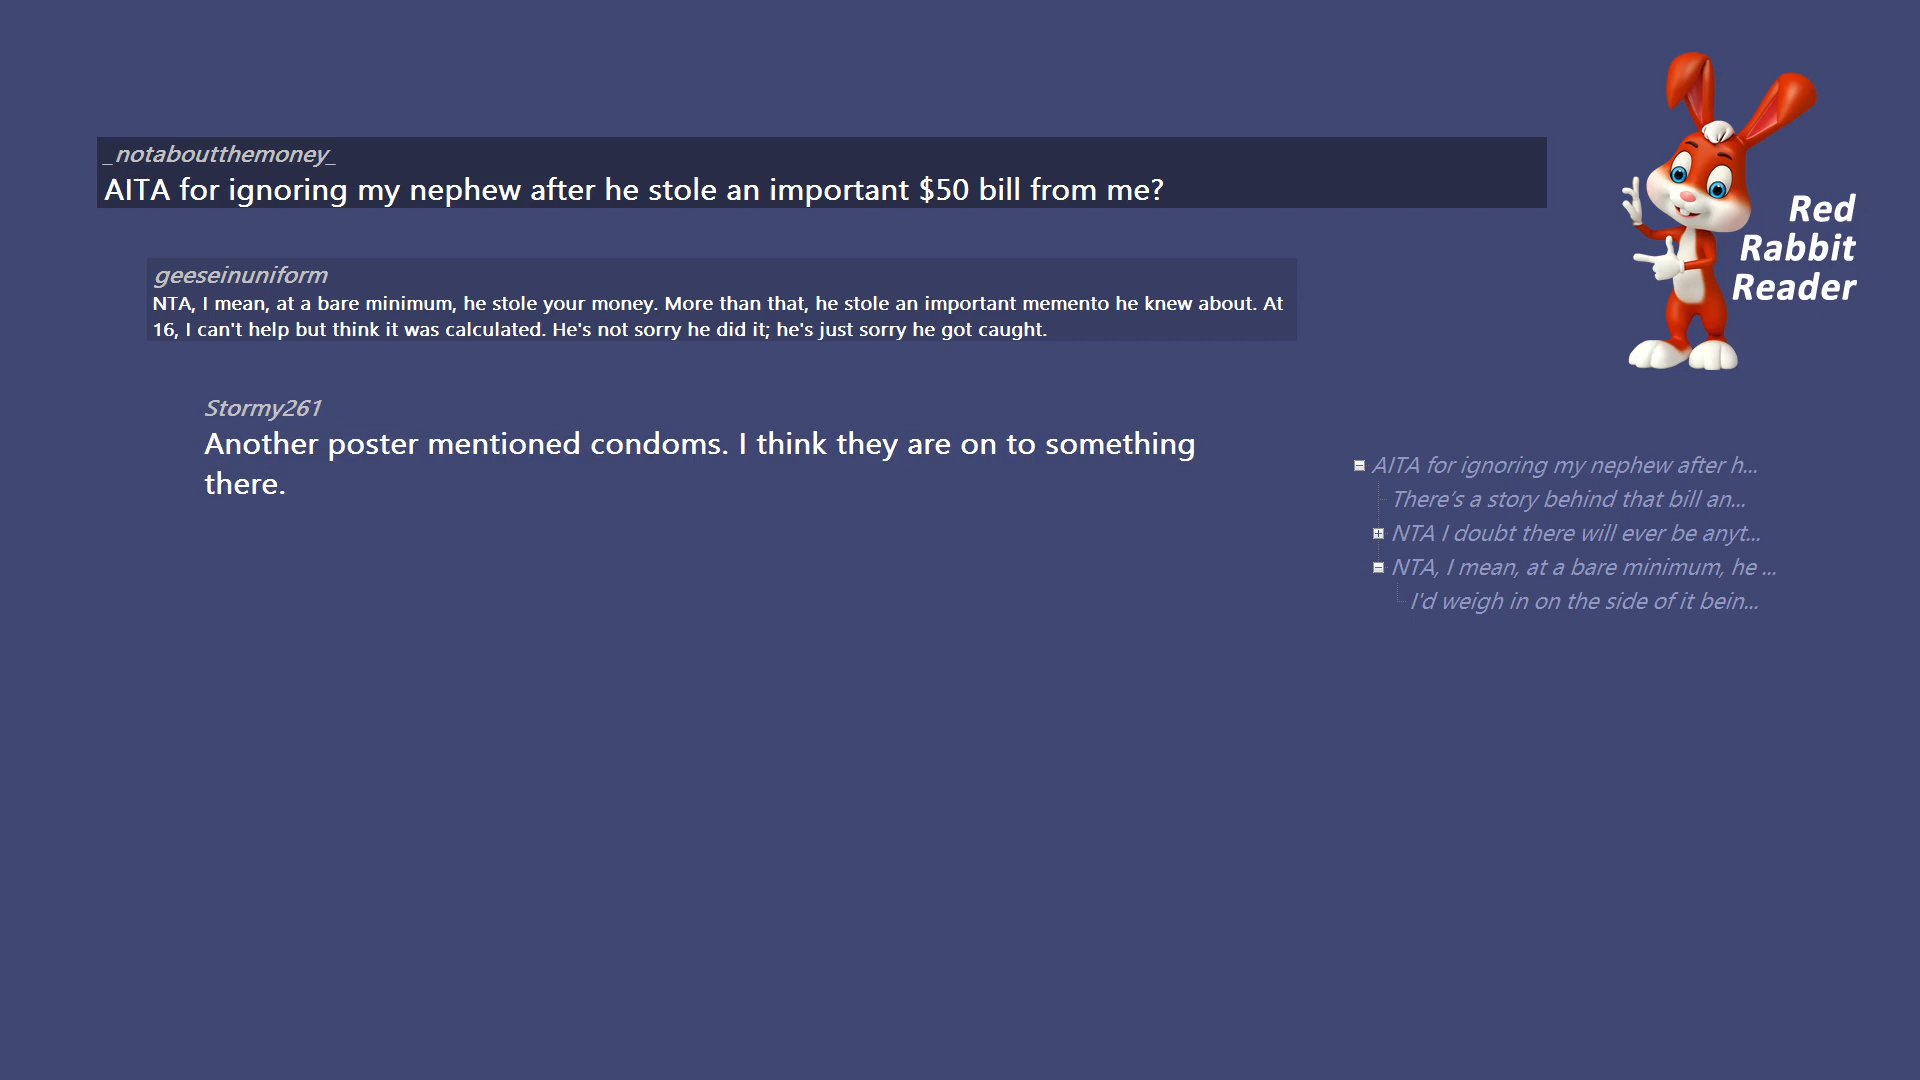 _notaboutthemoney_
AITA for ignoring my nephew after he stole an important $50 bill from me?
geeseinuniform
NTA, I mean, at a bare minimum, he stole your money. More than that, he stole an important memento he knew about. At
16, I can't help but think it was calculated. He's not sorry he did it; he's just sorry he got caught.
Stormy261
Another poster mentioned condoms. I think they are on to something
there.
Red
Rabbit
Reader
AITA for ignoring my nephew after h...
There's a story behind that bill an...
NTA I doubt there will ever be anyt...
NTA, I mean, at a bare minimum, he ...
I'd weigh in on the side of it bein...